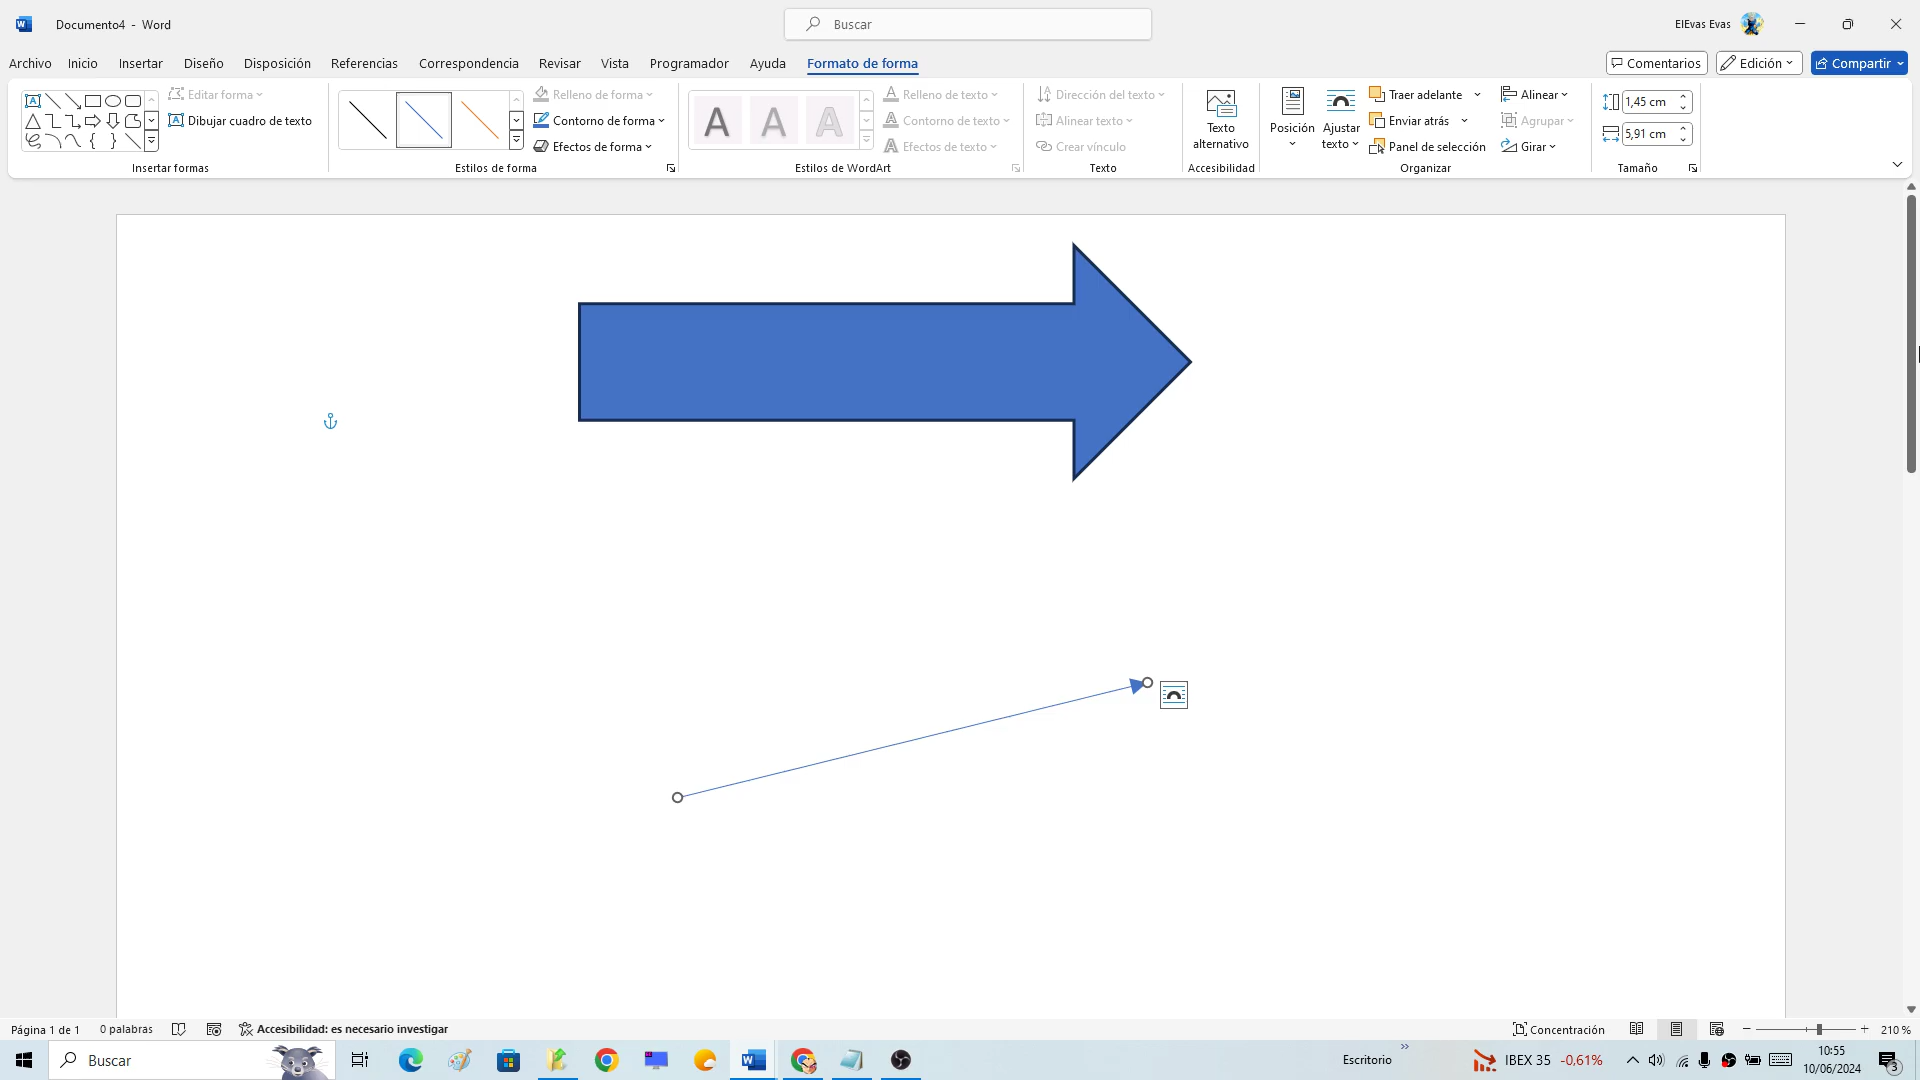 Documento4 - Word
Buscar
ElEvas Evas
Archivo Inicio Insertar Diseño Disposición Referencias Correspondencia Revisar Vista Programador Ayuda Formato de forma
Comentarios Edición Compartir
Editar forma
Dibujar cuadro de texto
Insertar formas
Relleno de forma
Contorno de forma
Efectos de forma
Estilos de forma
A A A
Relleno de texto
Contorno de texto
Efectos de texto
Estilos de WordArt
Dirección del texto
Alinear texto
Crear vínculo
Texto
Texto
alternativo
Accesibilidad
Posición
Ajustar
texto
Traer adelante
Enviar atrás
Panel de selección
Alinear
Agrupar
Girar
Organizar
1,45 cm
5,91 cm
Tamaño
Página 1 de 1 0 palabras Accesibilidad: es necesario investigar
Concentración 210 %
Buscar
Escritorio
IBEX 35 -0,61%
10:55
10/06/2024
3